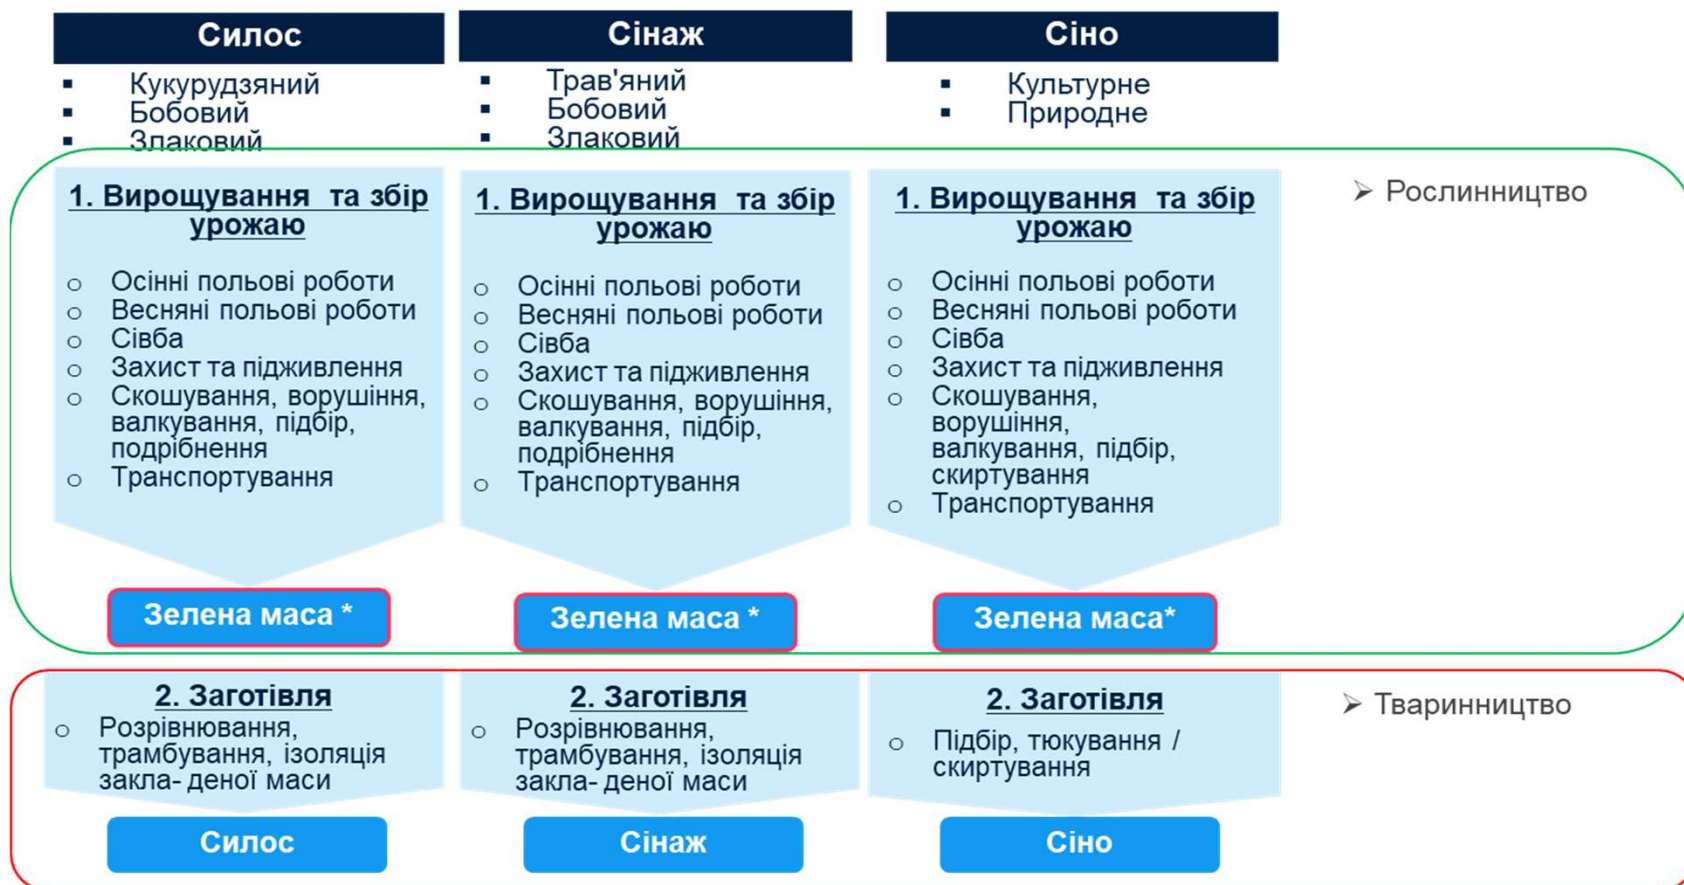 Силос
Кукурудзяний
Бобовий
Злаковий
Сінаж
Трав'яний
Бобовий
Злаковий
Сіно
Культурне
Природне
1. Вирощування та збір
урожаю
о Осінні польові роботи
о Весняні польові роботи
о Сівба
о Захист та підживлення
о Скошування, ворушіння,
валкування, підбір,
подрібнення
о Транспортування
Зелена маса *
1. Вирощування та збір
урожаю
о Осінні польові роботи
о Весняні польові роботи
о Сівба
о Захист та підживлення
о Скошування, ворушіння,
валкування, підбір,
подрібнення
о Транспортування
Зелена маса *
1. Вирощування та збір
урожаю
о Осінні польові роботи
о Весняні польові роботи
о Сівба
о Захист та підживлення
о Скошування,
ворушіння,
валкування, підбір,
скиртування
о Транспортування
Зелена маса*
➢ Рослинництво
2. Заготівля
о Розрівнювання,
трамбування, ізоляція
закла- деної маси
Силос
2. Заготівля
о Розрівнювання,
трамбування, ізоляція
закла- деної маси
Сінаж
2. Заготівля
о Підбір, тюкування /
скиртування
Сіно
➢ Тваринництво